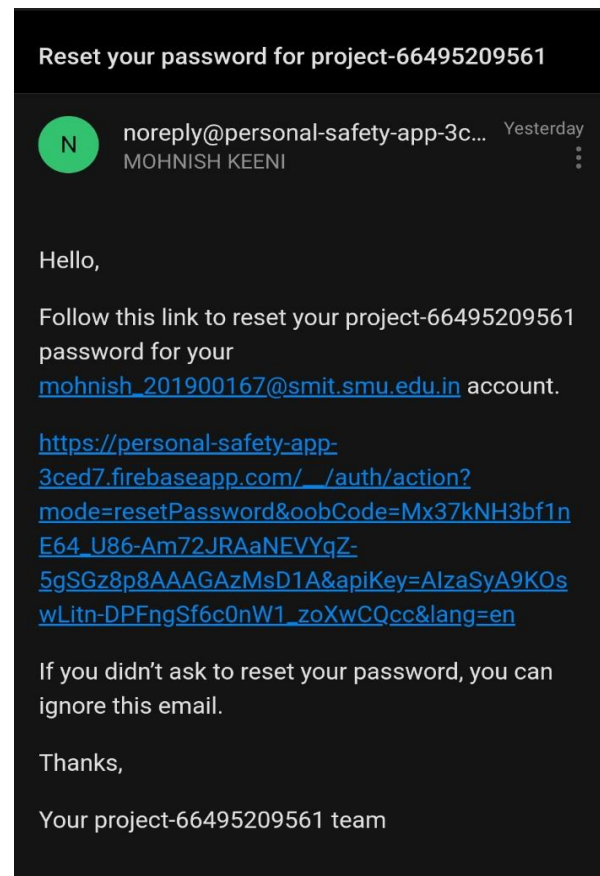 Reset your password for project-66495209561
N
noreply@personal-safety-app-3c... Yesterday
MOHNISH KEENI
Hello,
Follow this link to reset your project-66495209561
password for your
mohnish_201900167@smit.smu.edu.in account.
https://personal-safety-app-
3ced7.firebaseapp.com/__/auth/action?
mode=resetPassword&oobCode=Mx37kNH3bf1n
E64_U86-Am72JRAaNEVYqZ-
5gSGz8p8AAAGAzMsD1A&apiKey=AIzaSyA9KOs
wLitn-DPFngSf6c0nW1_zoXwCQcc&lang=en
If you didn’t ask to reset your password, you can
ignore this email.
Thanks,
Your project-66495209561 team